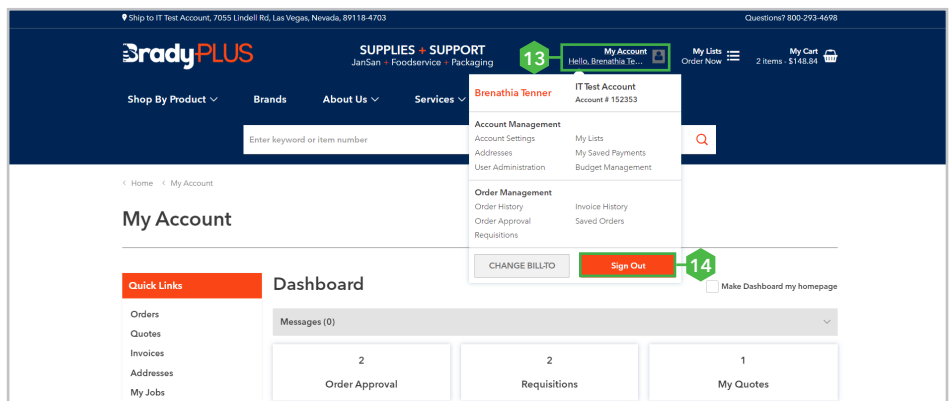 Ship to IT Test Account, 7055 Lindell Rd, Las Vegas, Nevada, 89118-4703
Questions? 800-293-4698
BradyPLUS
SUPPLIES + SUPPORT
JanSan + Foodservice + Packaging
13
My Account
Hello, Brenathia Te...
My Lists
Order Now
My Cart
2 items - $148.84
Shop By Product
Brands
About Us
Services
Brenathia Tenner
IT Test Account
Account # 152353
Enter keyword or item number
Account Management
Account Settings
My Lists
Addresses
My Saved Payments
User Administration
Budget Management
< Home < My Account
My Account
Order Management
Order History
Invoice History
Order Approval
Saved Orders
Requisitions
CHANGE BILL-TO
Sign Out
14
Quick Links
Dashboard
Make Dashboard my homepage
Orders
Quotes
Invoices
Addresses
My Jobs
Messages (0)
2
Order Approval
2
Requisitions
1
My Quotes